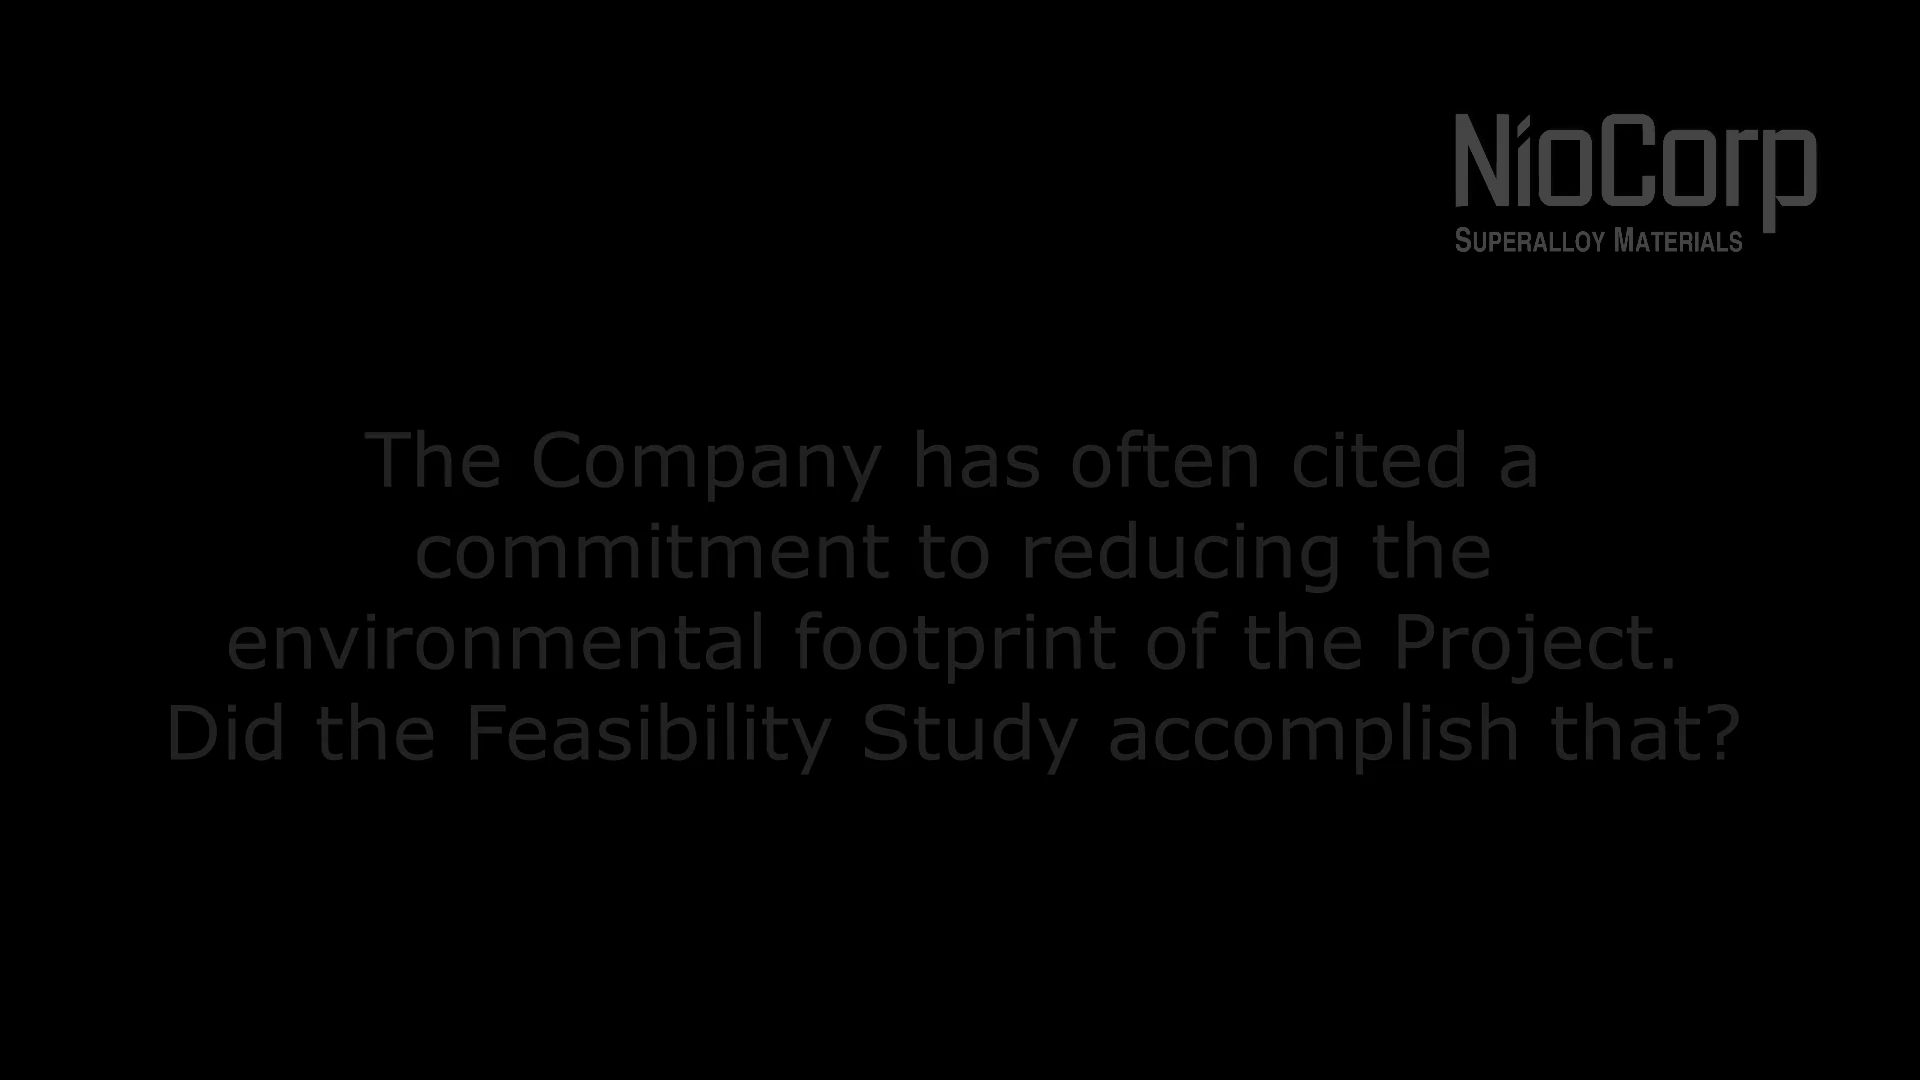 NioCorp
SUPERALLOY MATERIALS
The Company has often cited a
commitment to reducing the
environmental footprint of the Project.
Did the Feasibility Study accomplish that?